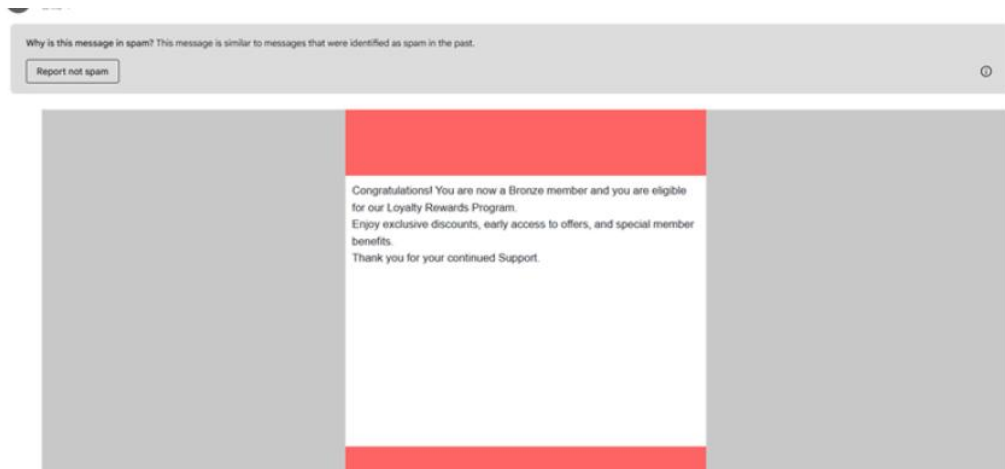 Why is this message in spam? This message is similar to messages that were identified as spam in the past.
Report not spam
Congratulations! You are now a Bronze member and you are eligible
for our Loyalty Rewards Program.
Enjoy exclusive discounts, early access to offers, and special member
benefits.
Thank you for your continued Support.